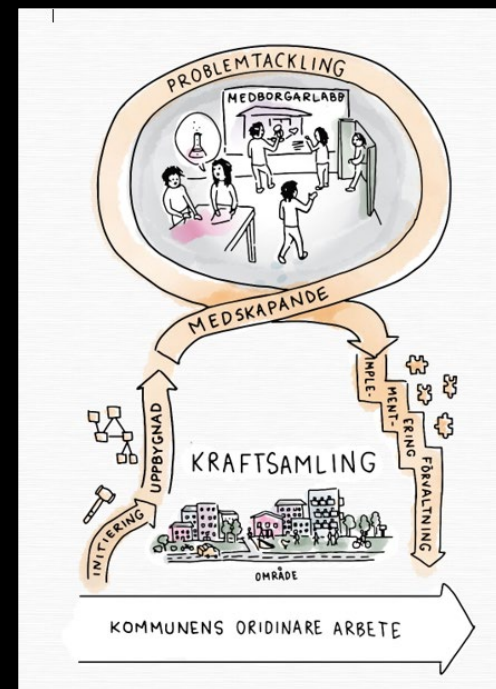 PROBLEMTACKLING
MEDBORGARLABB
MEDSKAPANDE
IMPLE-
MENT-
ERING
FÖRVALTNING
UPPBYGNAD
INITIERING
KRAFTSAMLING
OMRÅDE
KOMMUNENS ORIDINARE ARBETE